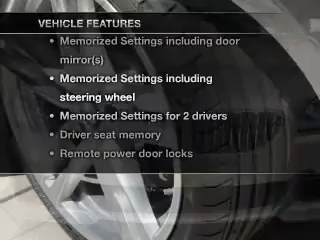 VEHICLE FEATURES
• Memorized Settings including door
mirror(s)
• Memorized Settings including
steering wheel
• Memorized Settings for 2 drivers
• Driver seat memory
• Remote power door locks